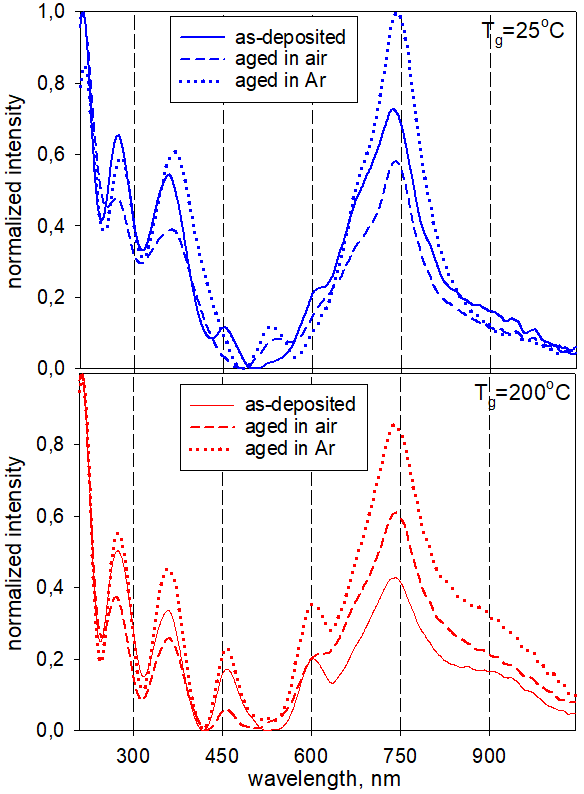 1,0
0,8
0,6
0,4
0,2
0,0
normalized intensity
as-deposited
aged in air
aged in Ar
Tg=25°C
0,8
0,6
0,4
0,2
0,0
normalized intensity
as-deposited
aged in air
aged in Ar
Tg=200°C
300 450 600 750 900
wavelength, nm